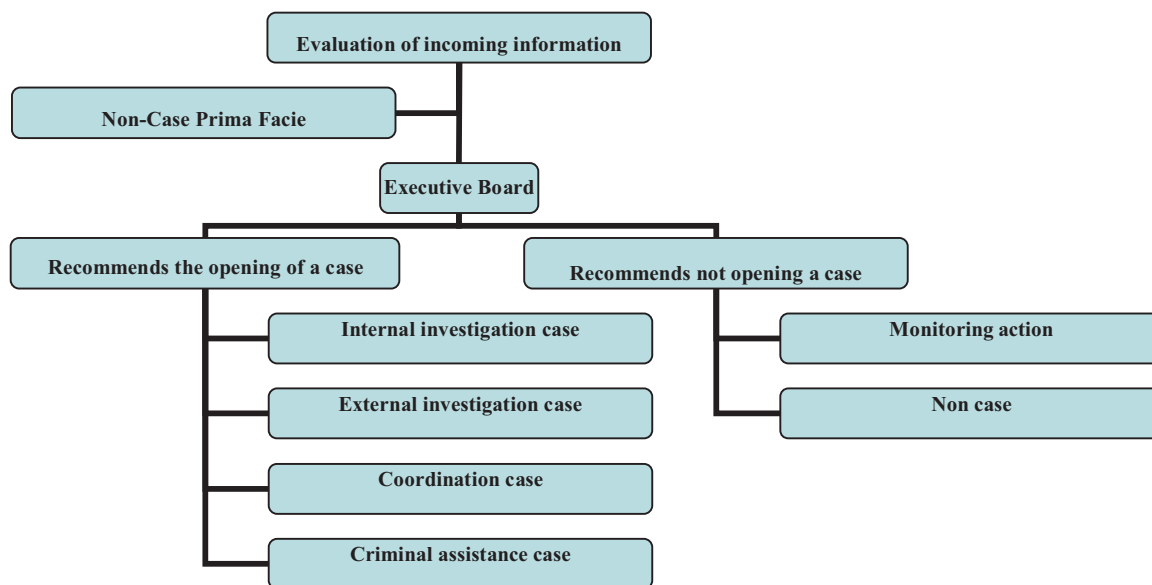 Evaluation of incoming information
Non-Case Prima Facie
Executive Board
Recommends the opening of a case
Recommends not opening a case
Internal investigation case
Monitoring action
External investigation case
Non case
Coordination case
Criminal assistance case